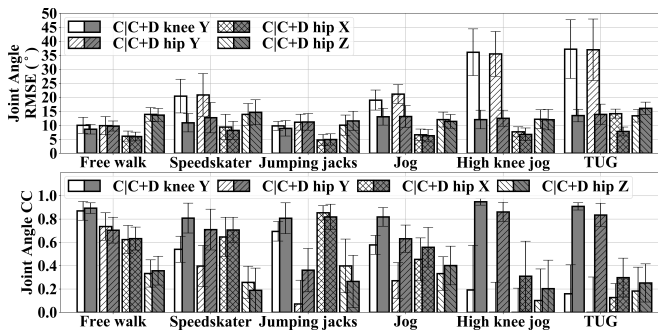 Joint Angle
RMSE (°)
50
45
40
35
30
25
20
15
10
5
0
C|C+D knee Y
C|C+D hip X
C|C+D hip Y
C|C+D hip Z
Free walk Speedskater Jumping jacks Jog High knee jog TUG
Joint Angle CC
1.0
0.8
0.6
0.4
0.2
0.0
C|C+D knee Y C|C+D hip Y C|C+D hip X C|C+D hip Z
Free walk Speedskater Jumping jacks Jog High knee jog TUG